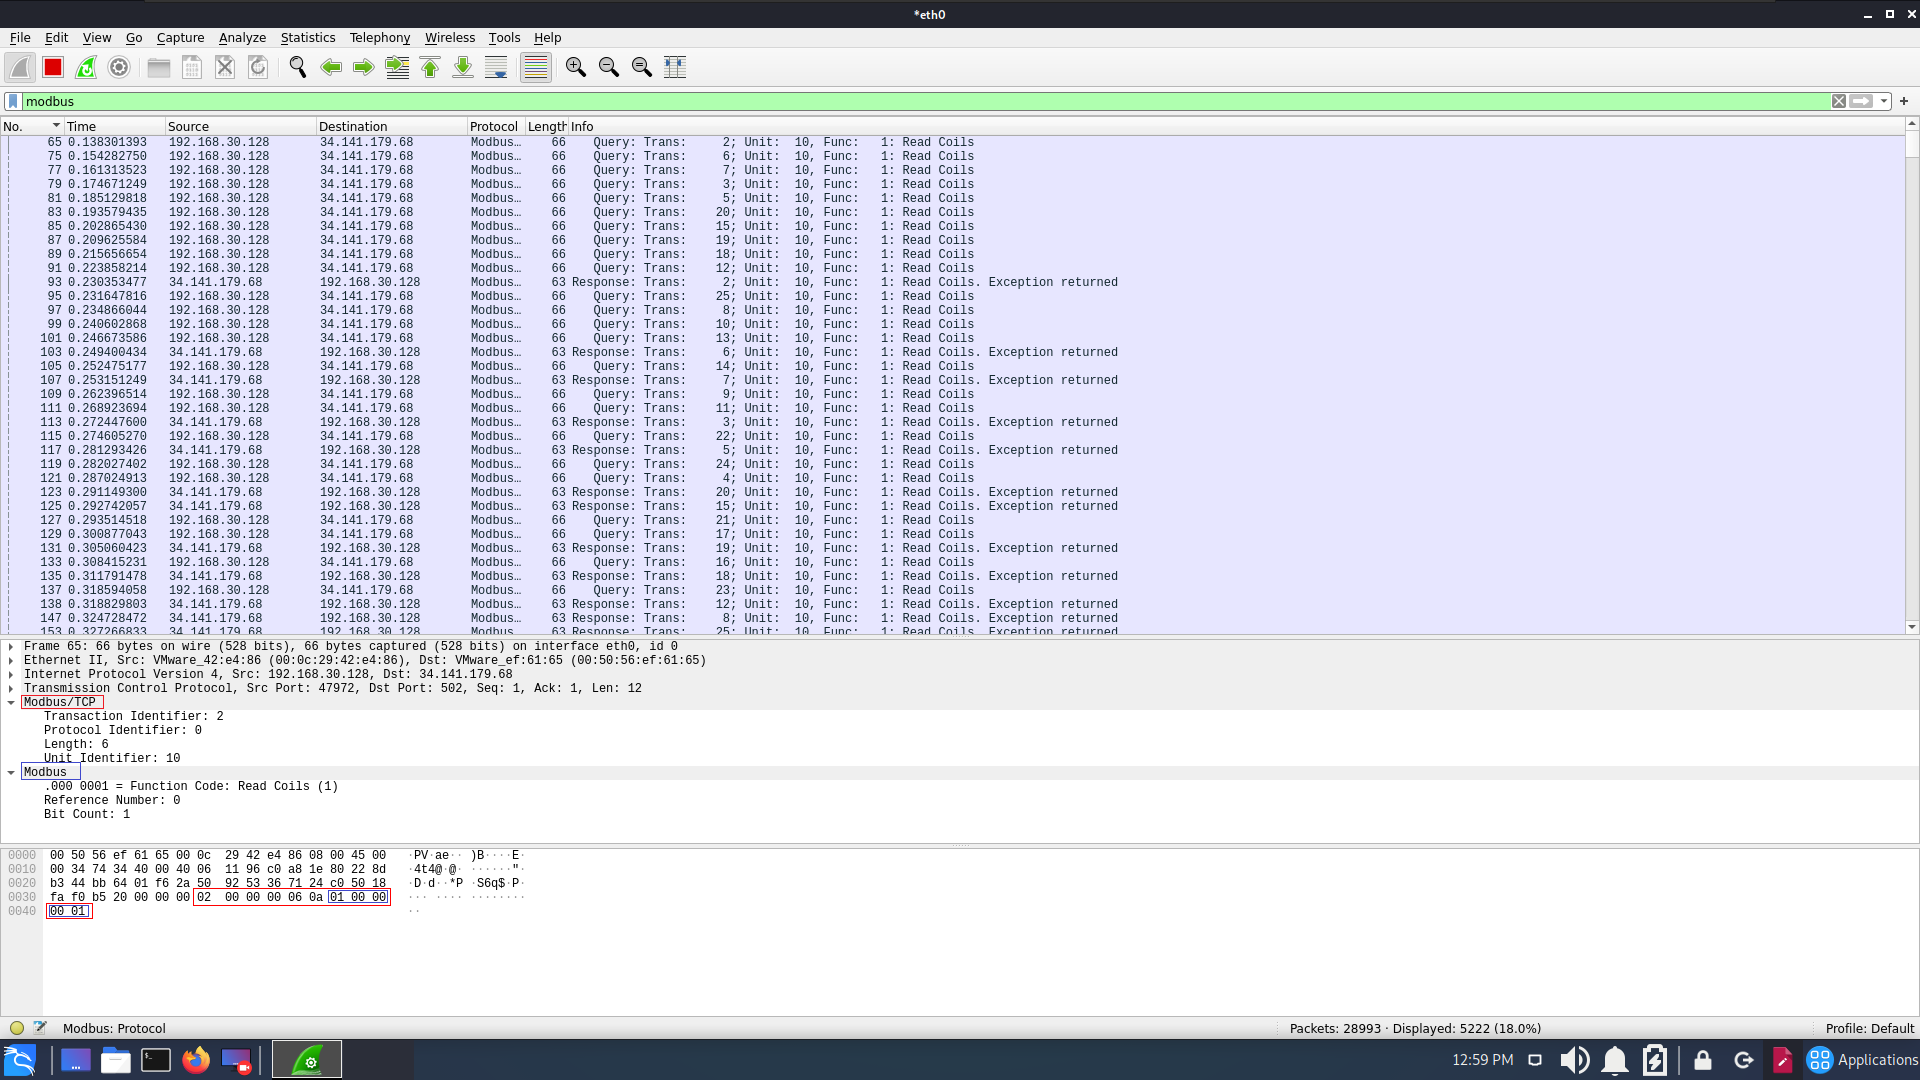 *eth0
File Edit View Go Capture Analyze Statistics Telephony Wireless Tools Help
modbus
No. Time Source Destination Protocol Length Info
65 0.138301393 192.168.30.128 34.141.179.68 Modbus… 66 Query: Trans: 2; Unit: 10, Func: 1: Read Coils
75 0.154282750 192.168.30.128 34.141.179.68 Modbus… 66 Query: Trans: 6; Unit: 10, Func: 1: Read Coils
77 0.161313523 192.168.30.128 34.141.179.68 Modbus… 66 Query: Trans: 7; Unit: 10, Func: 1: Read Coils
79 0.174671249 192.168.30.128 34.141.179.68 Modbus… 66 Query: Trans: 3; Unit: 10, Func: 1: Read Coils
81 0.185129818 192.168.30.128 34.141.179.68 Modbus… 66 Query: Trans: 5; Unit: 10, Func: 1: Read Coils
83 0.193579435 192.168.30.128 34.141.179.68 Modbus… 66 Query: Trans: 20; Unit: 10, Func: 1: Read Coils
85 0.202865430 192.168.30.128 34.141.179.68 Modbus… 66 Query: Trans: 15; Unit: 10, Func: 1: Read Coils
87 0.209625584 192.168.30.128 34.141.179.68 Modbus… 66 Query: Trans: 19; Unit: 10, Func: 1: Read Coils
89 0.215656654 192.168.30.128 34.141.179.68 Modbus… 66 Query: Trans: 18; Unit: 10, Func: 1: Read Coils
91 0.223858214 192.168.30.128 34.141.179.68 Modbus… 66 Query: Trans: 12; Unit: 10, Func: 1: Read Coils
93 0.230353477 34.141.179.68 192.168.30.128 Modbus… 63 Response: Trans: 2; Unit: 10, Func: 1: Read Coils. Exception returned
95 0.231647816 192.168.30.128 34.141.179.68 Modbus… 66 Query: Trans: 25; Unit: 10, Func: 1: Read Coils
97 0.234866044 192.168.30.128 34.141.179.68 Modbus… 66 Query: Trans: 8; Unit: 10, Func: 1: Read Coils
99 0.240602868 192.168.30.128 34.141.179.68 Modbus… 66 Query: Trans: 10; Unit: 10, Func: 1: Read Coils
101 0.246673586 192.168.30.128 34.141.179.68 Modbus… 66 Query: Trans: 13; Unit: 10, Func: 1: Read Coils
103 0.249400434 34.141.179.68 192.168.30.128 Modbus… 63 Response: Trans: 6; Unit: 10, Func: 1: Read Coils. Exception returned
105 0.252475177 192.168.30.128 34.141.179.68 Modbus… 66 Query: Trans: 14; Unit: 10, Func: 1: Read Coils
107 0.253151249 34.141.179.68 192.168.30.128 Modbus… 63 Response: Trans: 7; Unit: 10, Func: 1: Read Coils. Exception returned
109 0.262396514 192.168.30.128 34.141.179.68 Modbus… 66 Query: Trans: 9; Unit: 10, Func: 1: Read Coils
111 0.268923694 192.168.30.128 34.141.179.68 Modbus… 66 Query: Trans: 11; Unit: 10, Func: 1: Read Coils
113 0.272447600 34.141.179.68 192.168.30.128 Modbus… 63 Response: Trans: 3; Unit: 10, Func: 1: Read Coils. Exception returned
115 0.274605270 192.168.30.128 34.141.179.68 Modbus… 66 Query: Trans: 22; Unit: 10, Func: 1: Read Coils
117 0.281293426 34.141.179.68 192.168.30.128 Modbus… 63 Response: Trans: 5; Unit: 10, Func: 1: Read Coils. Exception returned
119 0.282027402 192.168.30.128 34.141.179.68 Modbus… 66 Query: Trans: 24; Unit: 10, Func: 1: Read Coils
121 0.287024913 192.168.30.128 34.141.179.68 Modbus… 66 Query: Trans: 4; Unit: 10, Func: 1: Read Coils
123 0.291149300 34.141.179.68 192.168.30.128 Modbus… 63 Response: Trans: 20; Unit: 10, Func: 1: Read Coils. Exception returned
125 0.292742057 34.141.179.68 192.168.30.128 Modbus… 63 Response: Trans: 15; Unit: 10, Func: 1: Read Coils. Exception returned
127 0.293514518 192.168.30.128 34.141.179.68 Modbus… 66 Query: Trans: 21; Unit: 10, Func: 1: Read Coils
129 0.300877043 192.168.30.128 34.141.179.68 Modbus… 66 Query: Trans: 17; Unit: 10, Func: 1: Read Coils
131 0.305060423 34.141.179.68 192.168.30.128 Modbus… 63 Response: Trans: 19; Unit: 10, Func: 1: Read Coils. Exception returned
133 0.308415231 192.168.30.128 34.141.179.68 Modbus… 66 Query: Trans: 16; Unit: 10, Func: 1: Read Coils
135 0.311791478 34.141.179.68 192.168.30.128 Modbus… 63 Response: Trans: 18; Unit: 10, Func: 1: Read Coils. Exception returned
137 0.318594058 192.168.30.128 34.141.179.68 Modbus… 66 Query: Trans: 23; Unit: 10, Func: 1: Read Coils
138 0.318829803 34.141.179.68 192.168.30.128 Modbus… 63 Response: Trans: 12; Unit: 10, Func: 1: Read Coils. Exception returned
147 0.324728472 34.141.179.68 192.168.30.128 Modbus… 63 Response: Trans: 8; Unit: 10, Func: 1: Read Coils. Exception returned
153 0.327266833 34.141.179.68 192.168.30.128 Modbus… 63 Response: Trans: 25; Unit: 10, Func: 1: Read Coils. Exception returned
Frame 65: 66 bytes on wire (528 bits), 66 bytes captured (528 bits) on interface eth0, id 0
Ethernet II, Src: VMware_42:e4:86 (00:0c:29:42:e4:86), Dst: VMware_ef:61:65 (00:50:56:ef:61:65)
Internet Protocol Version 4, Src: 192.168.30.128, Dst: 34.141.179.68
Transmission Control Protocol, Src Port: 47972, Dst Port: 502, Seq: 1, Ack: 1, Len: 12
Modbus/TCP
Transaction Identifier: 2
Protocol Identifier: 0
Length: 6
Unit Identifier: 10
Modbus
.000 0001 = Function Code: Read Coils (1)
Reference Number: 0
Bit Count: 1
0000 00 50 56 ef 61 65 00 0c 29 42 e4 86 08 00 45 00 ·PV·ae·· )B····E·
0010 00 34 74 34 40 00 40 06 11 96 c0 a8 1e 80 22 8d ·4t4@·@· ······"·
0020 b3 44 bb 64 01 f6 2a 50 92 53 36 71 24 c0 50 18 ·D·d··*P ·S6q$·P·
0030 fa f0 b5 20 00 00 00 02 00 00 00 06 0a 01 00 00 ··· ···· ········
0040 00 01 ··
Modbus: Protocol Packets: 28993 · Displayed: 5222 (18.0%) Profile: Default
12:59 PM Applications